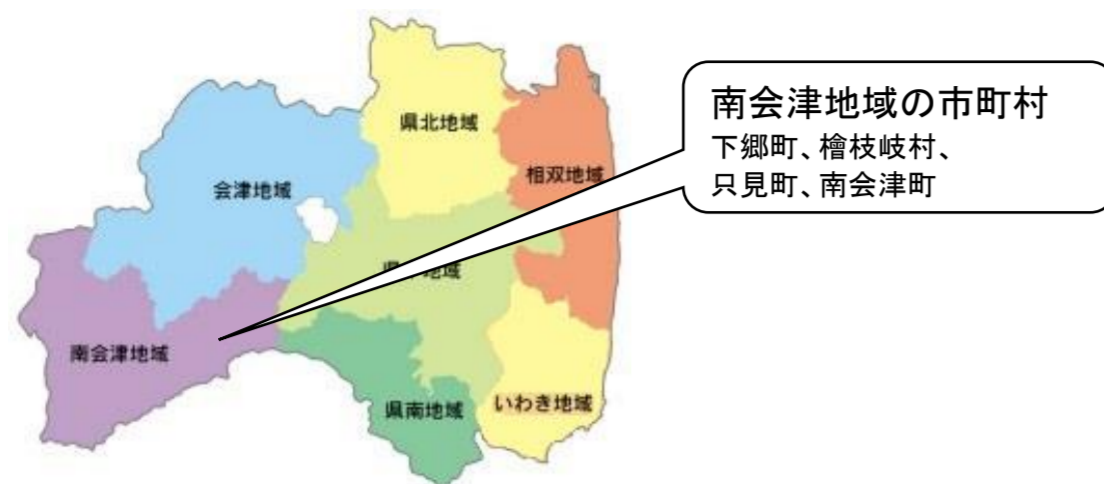 県北地域
相双地域
会津地域
地域
南会津地域
県南地域
いわき地域
南会津地域の市町村
下郷町、檜枝岐村、
只見町、南会津町